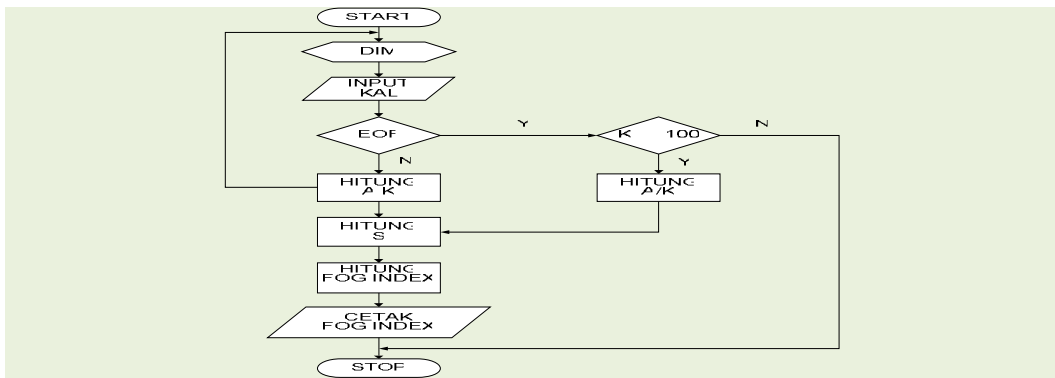 START
DIM
INPUT
KAL
EOF
Y
K 100
N
N
Y
HITUNG
A K
HITUNG
A/K
HITUNG
S
HITUNG
FOG INDEX
CETAK
FOG INDEX
STOP